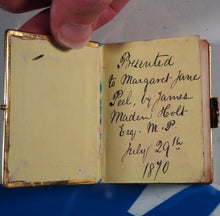 Presented
to Margaret Jane
Peel, by James
Maden Holt
Esq. M.P.
July 29th
1870